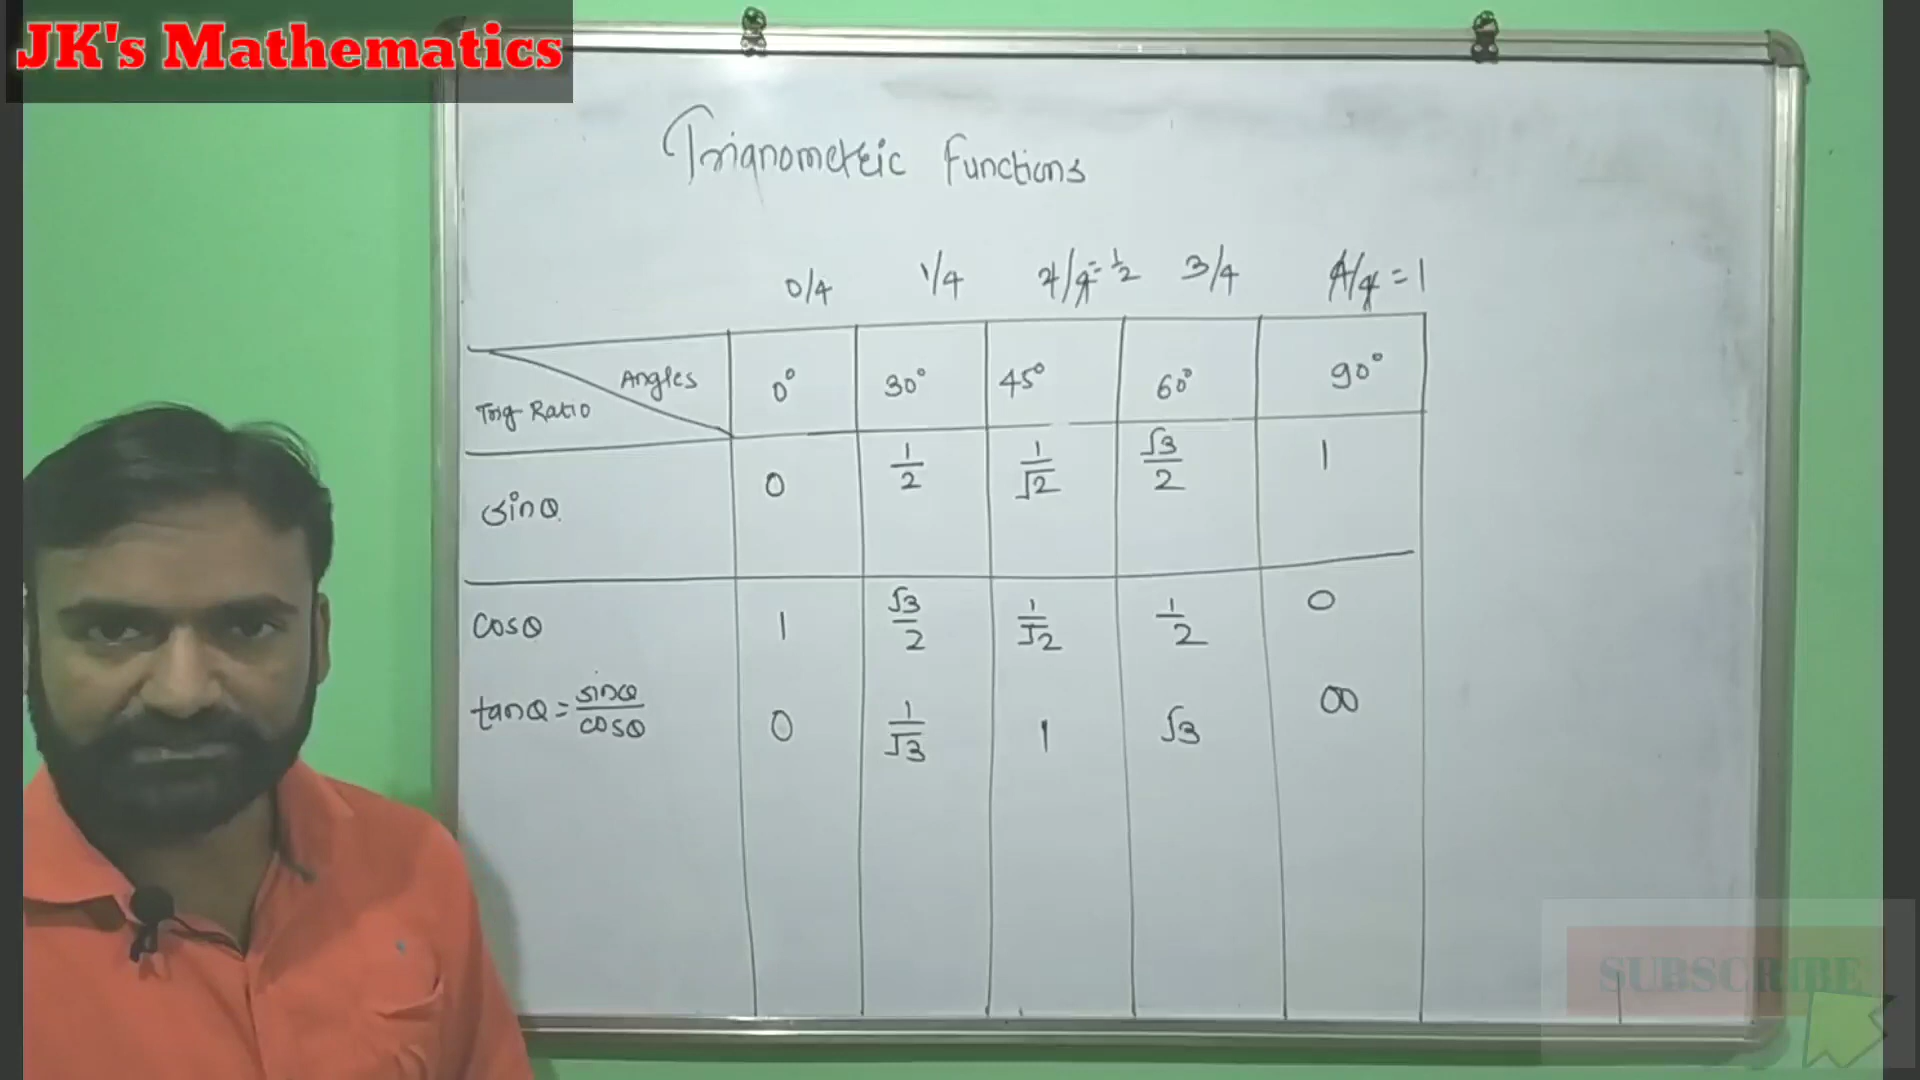 JK's Mathematics
Trignometric Functions
0/4 1/4 2/4=1/2 3/4 4/4=1
Angles
Trig Ratio
0° 30° 45° 60° 90°
sinθ 0 1/2 1/√2 √3/2 1
cosθ 1 √3/2 1/√2 1/2 0
tanθ = sinθ/cosθ 0 1/√3 1 √3 ∞
SUBSCRIBE